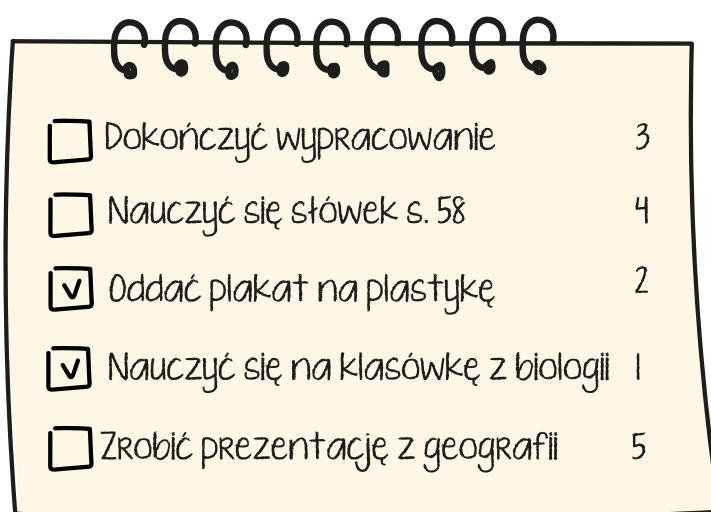 Dokończyć wypracowanie 3
Nauczyć się słówek s. 58 4
Oddać plakat na plastykę 2
Nauczyć się na klasówkę z biologii 1
Zrobić prezentację z geografii 5